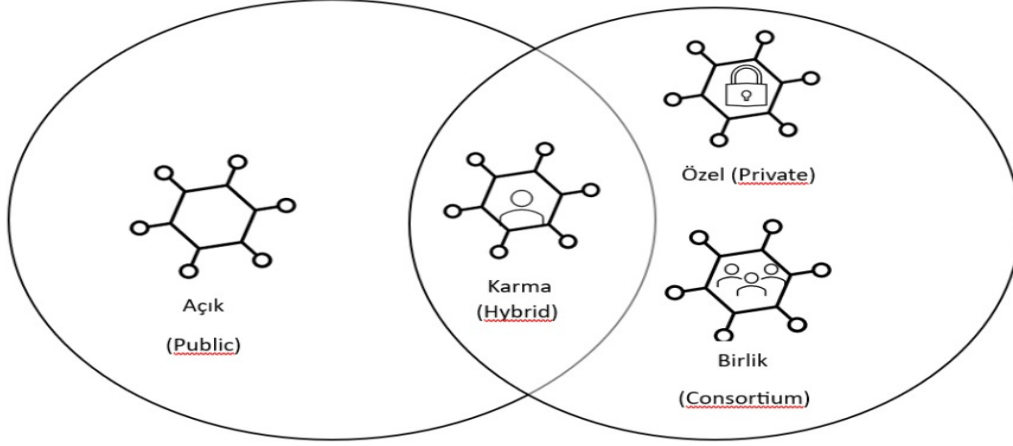 Açık
(Public)
Karma
(Hybrid)
Özel (Private)
Birlik
(Consortium)